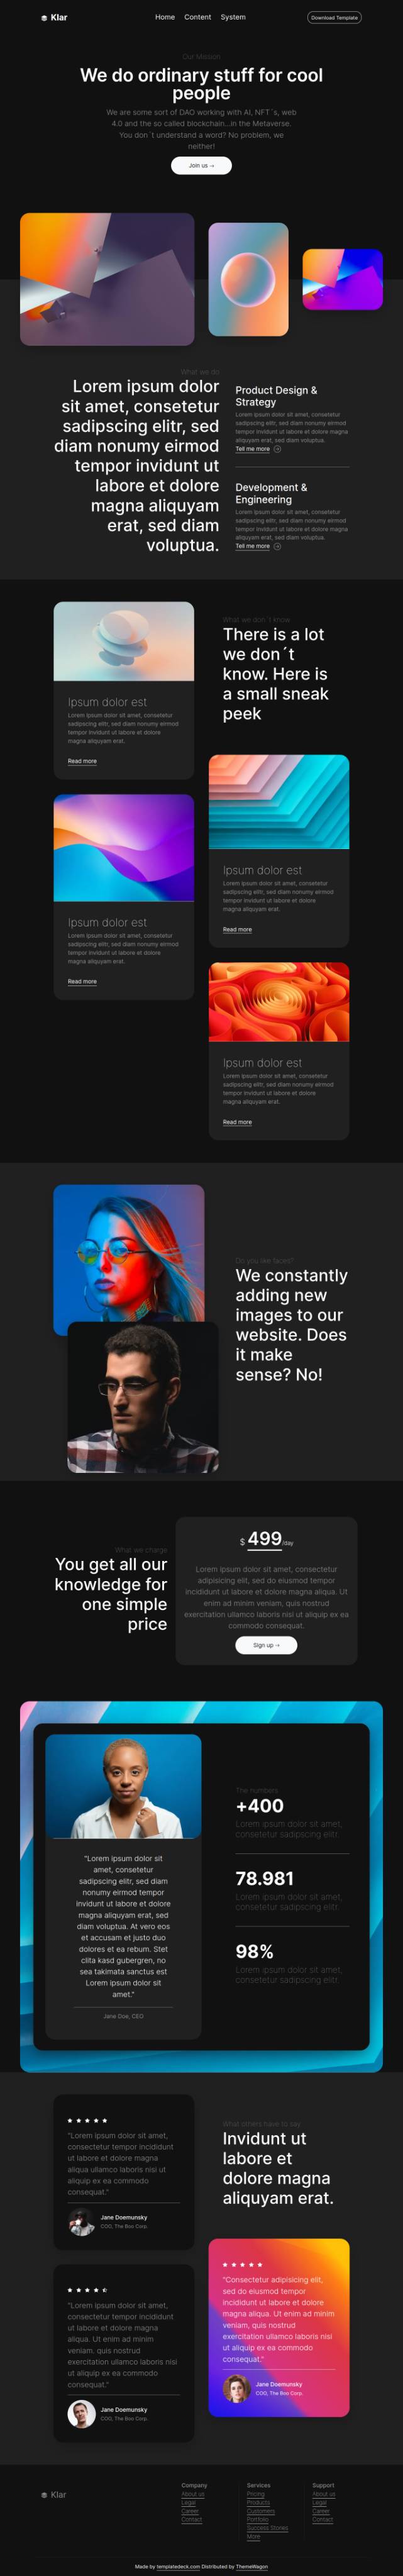 Klar
Home Content System
Download Template
Our Mission
We do ordinary stuff for cool
people
We are some sort of DAO working with AI, NFT´s, web
4.0 and the so called blockchain...in the Metaverse.
You don´t understand a word? No problem, we
neither!
Join us →
What we do
Lorem ipsum dolor
sit amet, consetetur
sadipscing elitr, sed
diam nonumy eirmod
tempor invidunt ut
labore et dolore
magna aliquyam
erat, sed diam
voluptua.
Product Design &
Strategy
Lorem ipsum dolor sit amet, consetetur
sadipscing elitr, sed diam nonumy eirmod
tempor invidunt ut labore et dolore magna
aliquyam erat, sed diam voluptua.
Tell me more
Development &
Engineering
Lorem ipsum dolor sit amet, consetetur
sadipscing elitr, sed diam nonumy eirmod
tempor invidunt ut labore et dolore magna
aliquyam erat, sed diam voluptua.
Tell me more
Ipsum dolor est
Lorem ipsum dolor sit amet, consetetur
sadipscing elitr, sed diam nonumy eirmod
tempor invidunt ut labore et dolore
magna aliquyam erat.
Read more
What we don´t know
There is a lot
we don´t
know. Here is
a small sneak
peek
Ipsum dolor est
Lorem ipsum dolor sit amet, consetetur
sadipscing elitr, sed diam nonumy eirmod
tempor invidunt ut labore et dolore
magna aliquyam erat.
Read more
Ipsum dolor est
Lorem ipsum dolor sit amet, consetetur
sadipscing elitr, sed diam nonumy eirmod
tempor invidunt ut labore et dolore
magna aliquyam erat.
Read more
Ipsum dolor est
Lorem ipsum dolor sit amet, consetetur
sadipscing elitr, sed diam nonumy eirmod
tempor invidunt ut labore et dolore
magna aliquyam erat.
Read more
Do you like faces?
We constantly
adding new
images to our
website. Does
it make
sense? No!
What we charge
You get all our
knowledge for
one simple
price
$ 499/day
Lorem ipsum dolor sit amet, consectetur
adipisicing elit, sed do eiusmod tempor
incididunt ut labore et dolore magna aliqua. Ut
enim ad minim veniam, quis nostrud
exercitation ullamco laboris nisi ut aliquip ex ea
commodo consequat.
Sign up →
"Lorem ipsum dolor sit
amet, consetetur
sadipscing elitr, sed diam
nonumy eirmod tempor
invidunt ut labore et dolore
magna aliquyam erat, sed
diam voluptua. At vero eos
et accusam et justo duo
dolores et ea rebum. Stet
clita kasd gubergren, no
sea takimata sanctus est
Lorem ipsum dolor sit
amet."
Jane Doe, CEO
The numbers
+400
Lorem ipsum dolor sit amet,
consetetur sadipscing elitr.
78.981
Lorem ipsum dolor sit amet,
consetetur sadipscing elitr.
98%
Lorem ipsum dolor sit amet,
consetetur sadipscing elitr.
"Lorem ipsum dolor sit amet,
consectetur tempor incididunt
ut labore et dolore magna
aliqua ullamco laboris nisi ut
aliquip ex ea commodo
consequat."
Jane Doemunsky
COO, The Boo Corp.
What others have to say
Invidunt ut
labore et
dolore magna
aliquyam erat.
"Lorem ipsum dolor sit amet,
consectetur tempor incididunt
ut labore et dolore magna
aliqua. Ut enim ad minim
veniam. quis nostrud
exercitation ullamco laboris nisi
ut aliquip ex ea commodo
consequat."
Jane Doemunsky
COO, The Boo Corp.
"Consectetur adipisicing elit,
sed do eiusmod tempor
incididunt ut labore et dolore
magna aliqua. Ut enim ad minim
veniam, quis nostrud
exercitation ullamco laboris nisi
ut aliquip ex ea commodo
consequat."
Jane Doemunsky
COO, The Boo Corp.
Klar
Company
About us
Legal
Career
Contact
Services
Pricing
Products
Customers
Portfolio
Success Stories
More
Support
About us
Legal
Career
Contact
Made by templatedeck.com Distributed by ThemeWagon